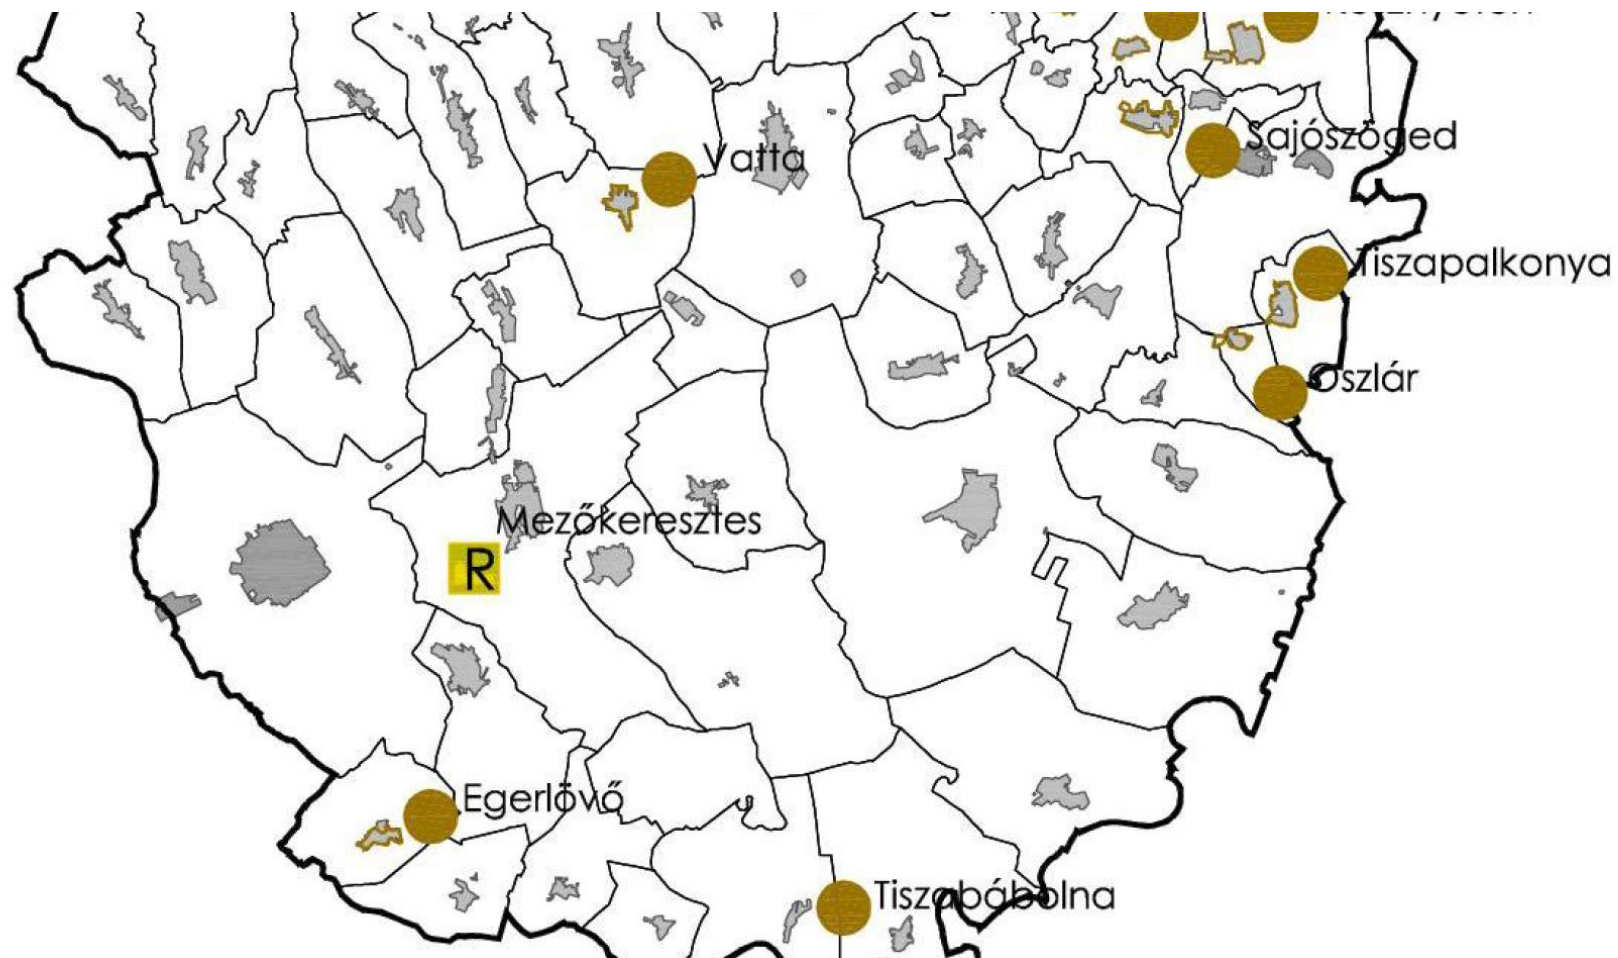 Vatta
Sajószöged
Tiszapalkonya
Oszlár
Mezőkeresztes
R
Egerlövő
Tiszabábolna